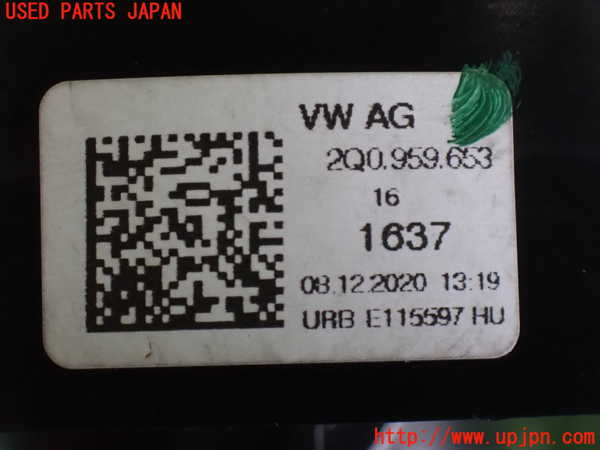 USED PARTS JAPAN
VW AG
2Q0.959.653
16
1637
08.12.2020 13:19
URB E115597 HU
http://www.upjpn.com/